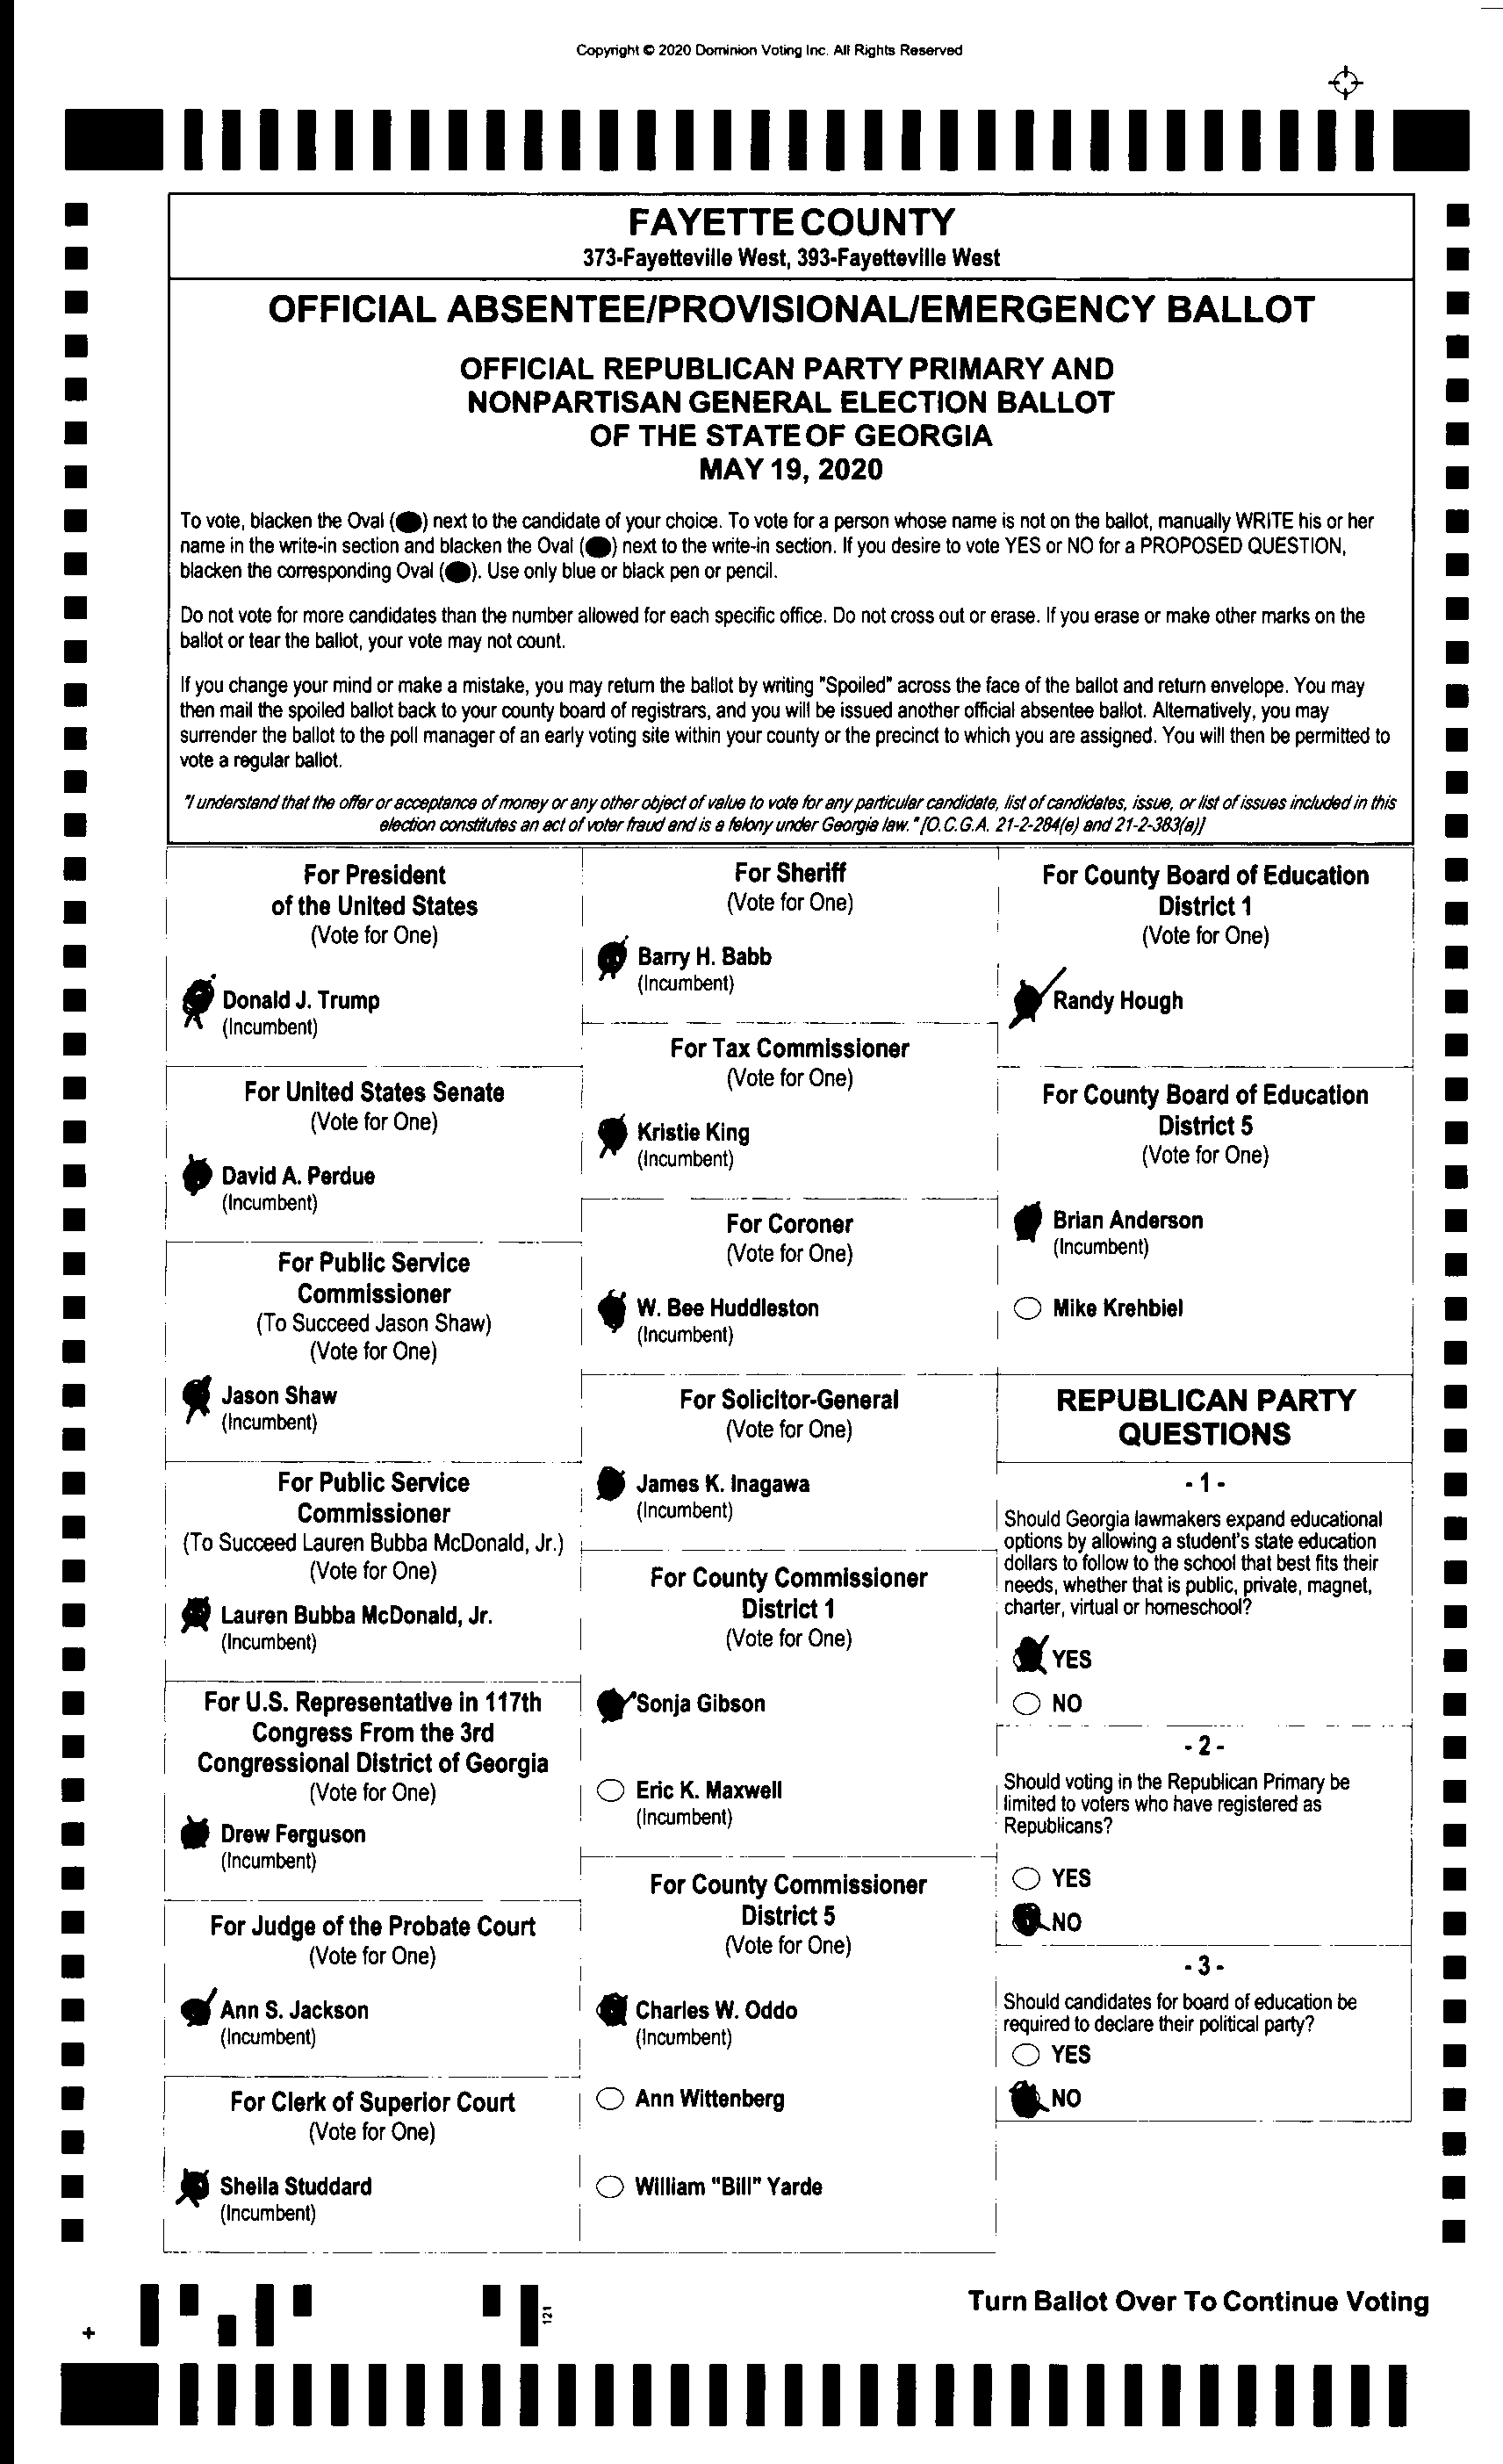 Copyright © 2020 Dominion Voting Inc. All Rights Reserved
FAYETTE COUNTY
373-Fayetteville West, 393-Fayetteville West
OFFICIAL ABSENTEE/PROVISIONAL/EMERGENCY BALLOT
OFFICIAL REPUBLICAN PARTY PRIMARY AND
NONPARTISAN GENERAL ELECTION BALLOT
OF THE STATE OF GEORGIA
MAY 19, 2020
To vote, blacken the Oval (●) next to the candidate of your choice. To vote for a person whose name is not on the ballot, manually WRITE his or her
name in the write-in section and blacken the Oval (●) next to the write-in section. If you desire to vote YES or NO for a PROPOSED QUESTION,
blacken the corresponding Oval (●). Use only blue or black pen or pencil.
Do not vote for more candidates than the number allowed for each specific office. Do not cross out or erase. If you erase or make other marks on the
ballot or tear the ballot, your vote may not count.
If you change your mind or make a mistake, you may return the ballot by writing "Spoiled" across the face of the ballot and return envelope. You may
then mail the spoiled ballot back to your county board of registrars, and you will be issued another official absentee ballot. Alternatively, you may
surrender the ballot to the poll manager of an early voting site within your county or the precinct to which you are assigned. You will then be permitted to
vote a regular ballot.
"I understand that the offer or acceptance of money or any other object of value to vote for any particular candidate, list of candidates, issue, or list of issues included in this
election constitutes an act of voter fraud and is a felony under Georgia law." [O.C.G.A. 21-2-284(e) and 21-2-383(a)]
For President
of the United States
(Vote for One)
Donald J. Trump
(Incumbent)
For United States Senate
(Vote for One)
David A. Perdue
(Incumbent)
For Public Service
Commissioner
(To Succeed Jason Shaw)
(Vote for One)
Jason Shaw
(Incumbent)
For Public Service
Commissioner
(To Succeed Lauren Bubba McDonald, Jr.)
(Vote for One)
Lauren Bubba McDonald, Jr.
(Incumbent)
For U.S. Representative in 117th
Congress From the 3rd
Congressional District of Georgia
(Vote for One)
Drew Ferguson
(Incumbent)
For Judge of the Probate Court
(Vote for One)
Ann S. Jackson
(Incumbent)
For Clerk of Superior Court
(Vote for One)
Sheila Studdard
(Incumbent)
For Sheriff
(Vote for One)
Barry H. Babb
(Incumbent)
For Tax Commissioner
(Vote for One)
Kristie King
(Incumbent)
For Coroner
(Vote for One)
W. Bee Huddleston
(Incumbent)
For Solicitor-General
(Vote for One)
James K. Inagawa
(Incumbent)
For County Commissioner
District 1
(Vote for One)
Sonja Gibson
Eric K. Maxwell
(Incumbent)
For County Commissioner
District 5
(Vote for One)
Charles W. Oddo
(Incumbent)
Ann Wittenberg
William "Bill" Yarde
For County Board of Education
District 1
(Vote for One)
Randy Hough
For County Board of Education
District 5
(Vote for One)
Brian Anderson
(Incumbent)
Mike Krehbiel
REPUBLICAN PARTY
QUESTIONS
- 1 -
Should Georgia lawmakers expand educational
options by allowing a student's state education
dollars to follow to the school that best fits their
needs, whether that is public, private, magnet,
charter, virtual or homeschool?
YES
NO
- 2 -
Should voting in the Republican Primary be
limited to voters who have registered as
Republicans?
YES
NO
- 3 -
Should candidates for board of education be
required to declare their political party?
YES
NO
121
Turn Ballot Over To Continue Voting